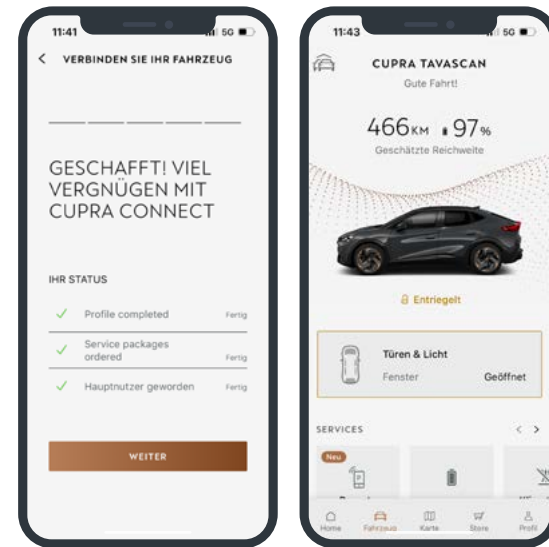 11:41
5G
VERBINDEN SIE IHR FAHRZEUG
GESCHAFFT! VIEL
VERGNÜGEN MIT
CUPRA CONNECT
IHR STATUS
Profile completed Fertig
Service packages
ordered Fertig
Hauptnutzer geworden Fertig
WEITER
11:43
5G
CUPRA TAVASCAN
Gute Fahrt!
466KM 97%
Geschätzte Reichweite
Entriegelt
Türen & Licht
Fenster Geöffnet
SERVICES
Neu
Home Fahrzeug Karte Store Profil